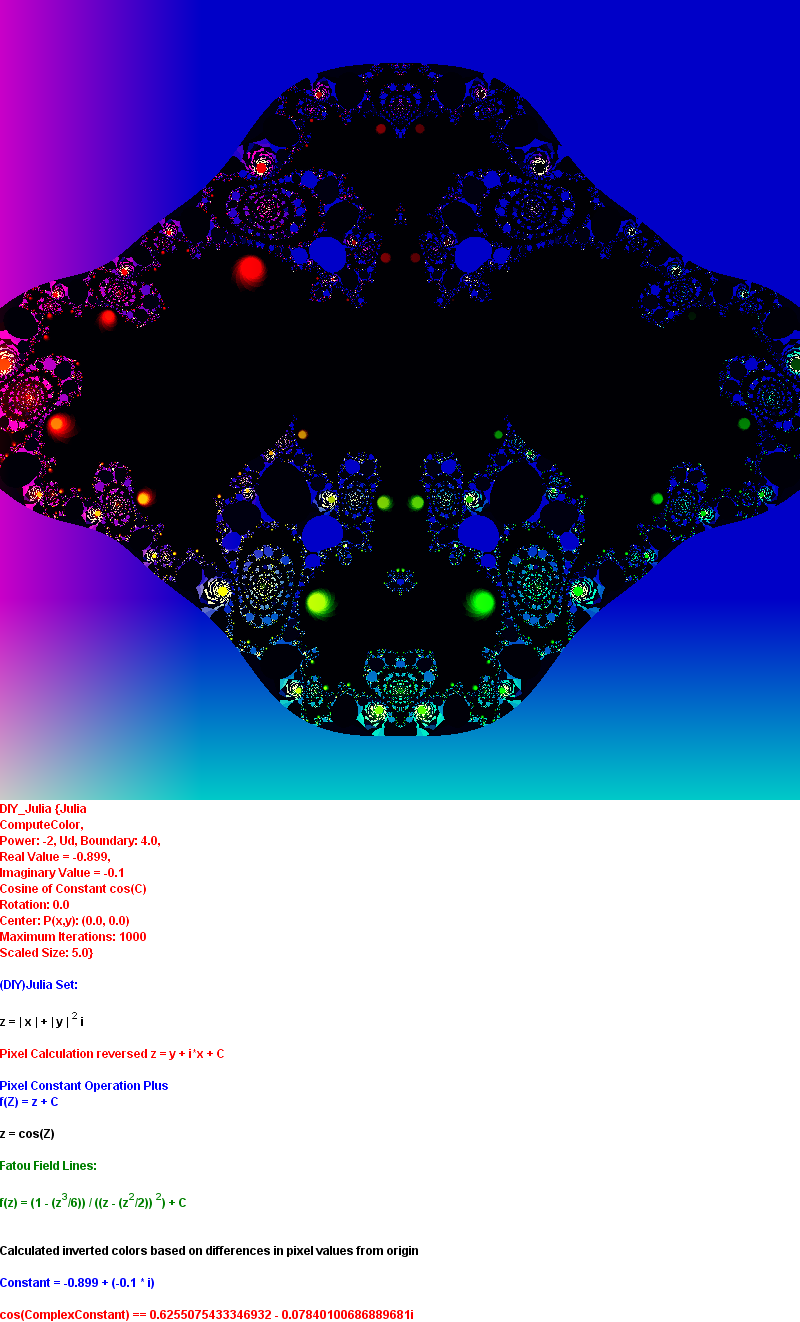 DIY_Julia {Julia
ComputeColor,
Power: -2, Ud, Boundary: 4.0,
Real Value = -0.899,
Imaginary Value = -0.1
Cosine of Constant cos(C)
Rotation: 0.0
Center: P(x,y): (0.0, 0.0)
Maximum Iterations: 1000
Scaled Size: 5.0}
(DIY)Julia Set:
z = | x | + | y | ² i
Pixel Calculation reversed z = y + i*x + C
Pixel Constant Operation Plus
f(Z) = z + C
z = cos(Z)
Fatou Field Lines:
f(z) = (1 - (z³/6)) / ((z - (z²/2)) ²) + C
Calculated inverted colors based on differences in pixel values from origin
Constant = -0.899 + (-0.1 * i)
cos(ComplexConstant) == 0.6255075433346932 - 0.07840100686889681i